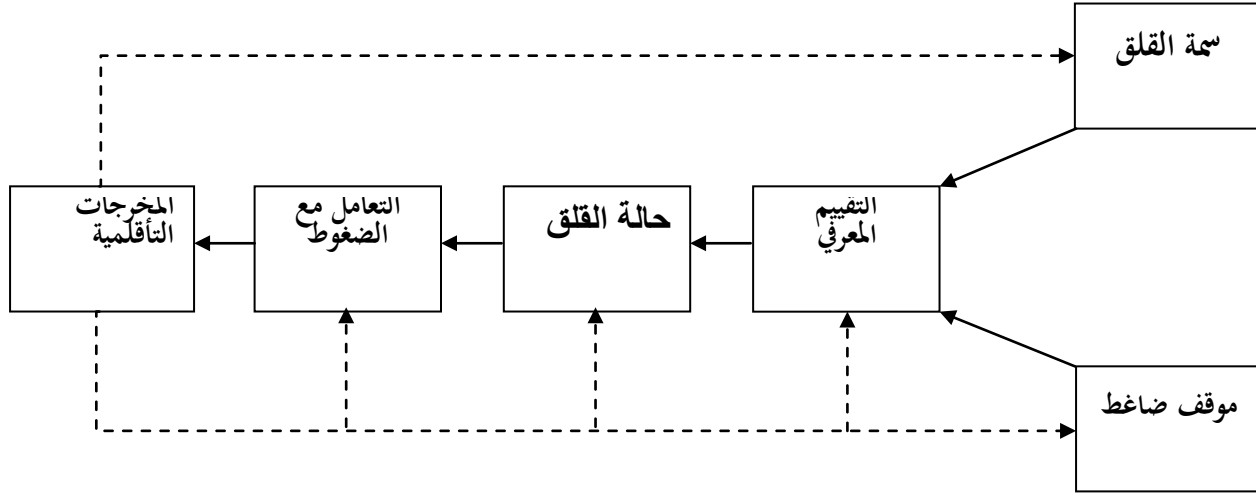 سمة القلق
التقييم
المعرفي
حالة القلق
التعامل مع
الضغوط
المخرجات
التأقلمية
موقف ضاغط